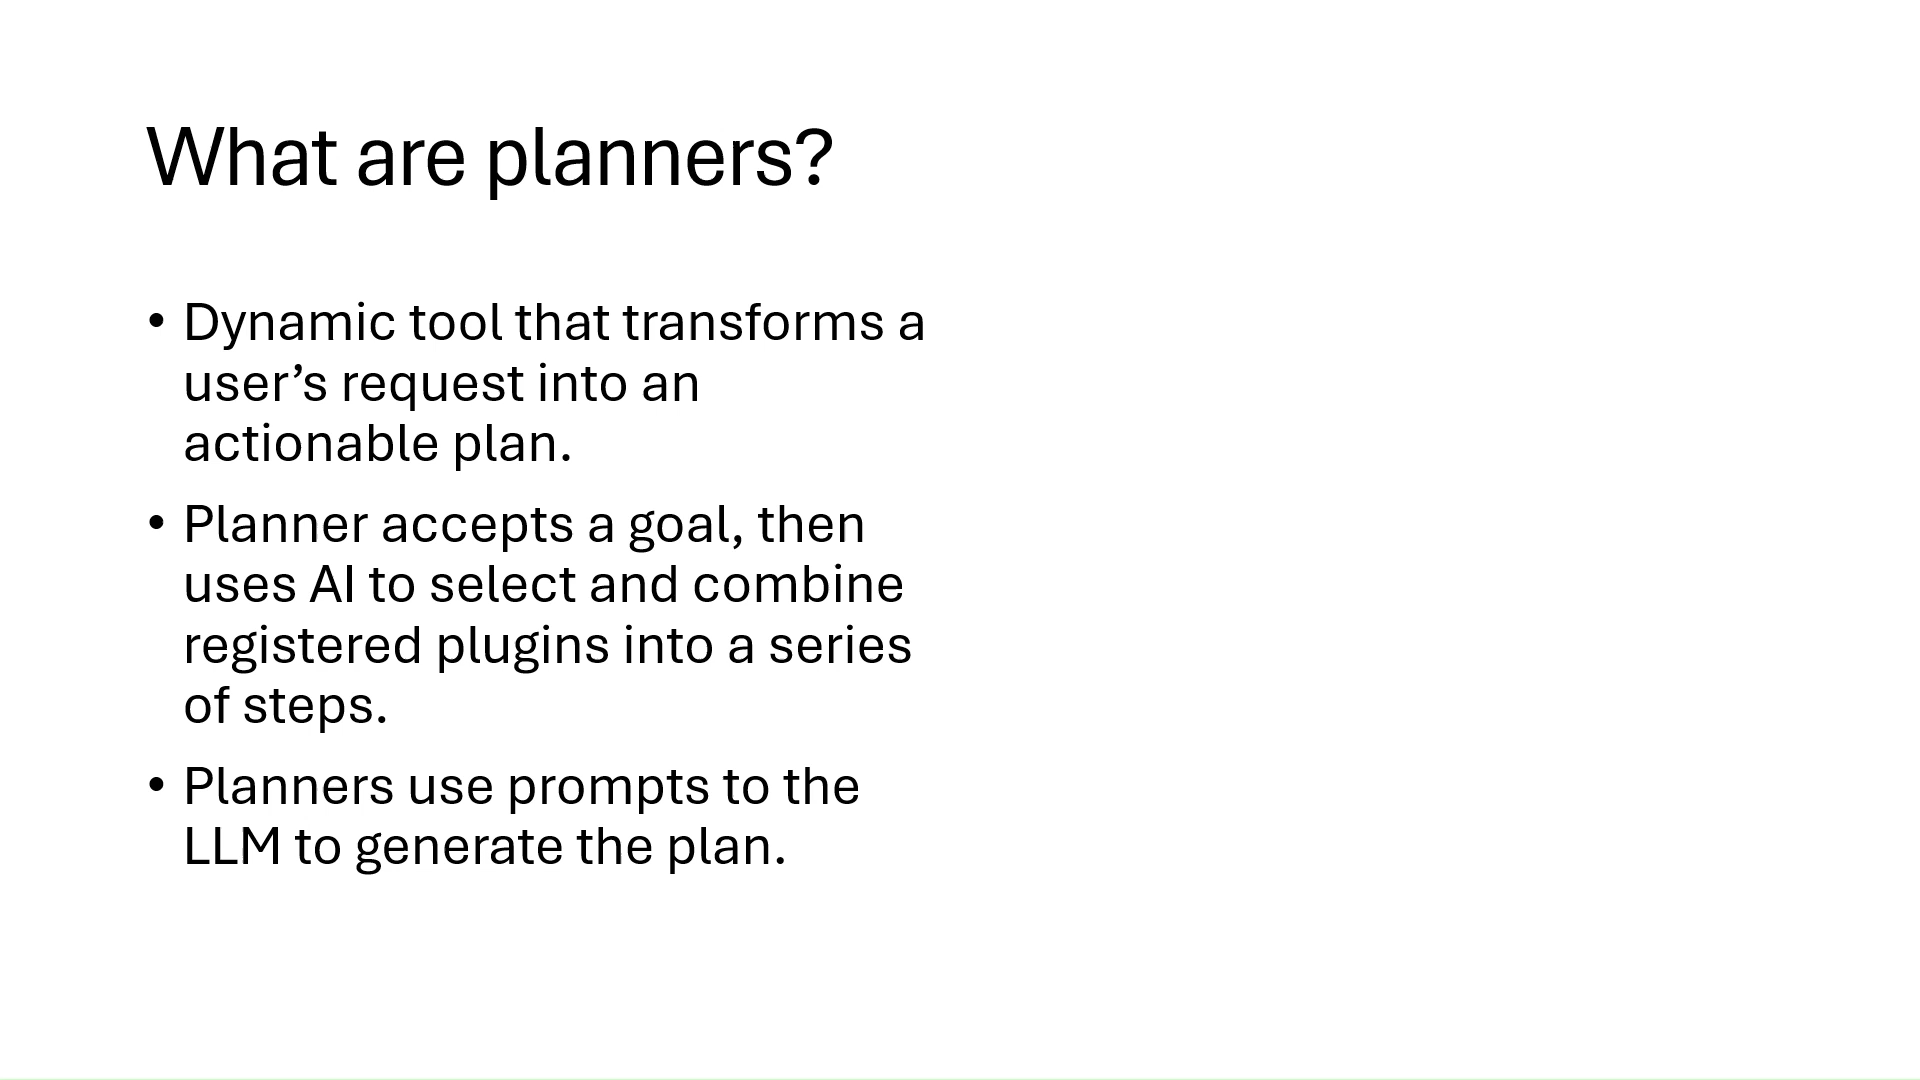 What are planners?
• Dynamic tool that transforms a
user’s request into an
actionable plan.
• Planner accepts a goal, then
uses AI to select and combine
registered plugins into a series
of steps.
• Planners use prompts to the
LLM to generate the plan.